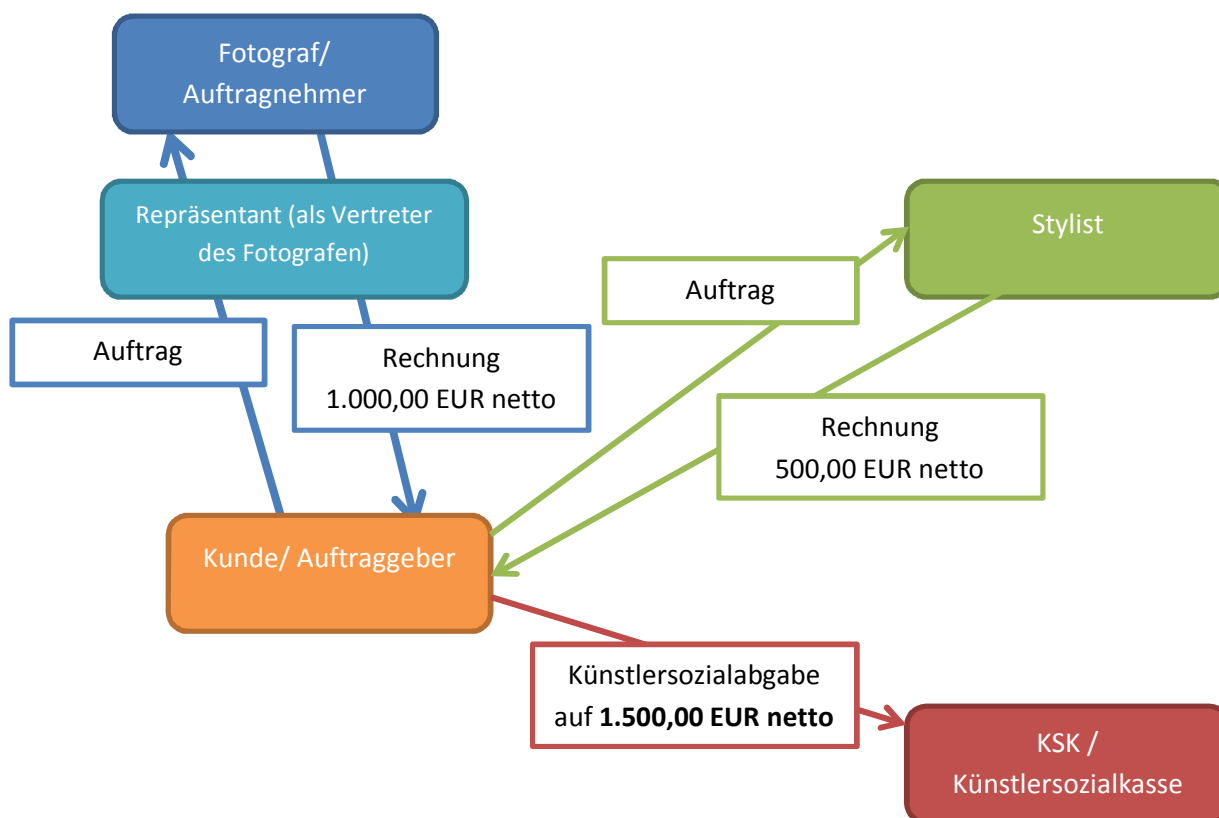 Fotograf/
Auftragnehmer
Repräsentant (als Vertreter
des Fotografen)
Stylist
Auftrag
Auftrag
Rechnung
1.000,00 EUR netto
Rechnung
500,00 EUR netto
Kunde/ Auftraggeber
Künstlersozialabgabe
auf 1.500,00 EUR netto
KSK /
Künstlersozialkasse